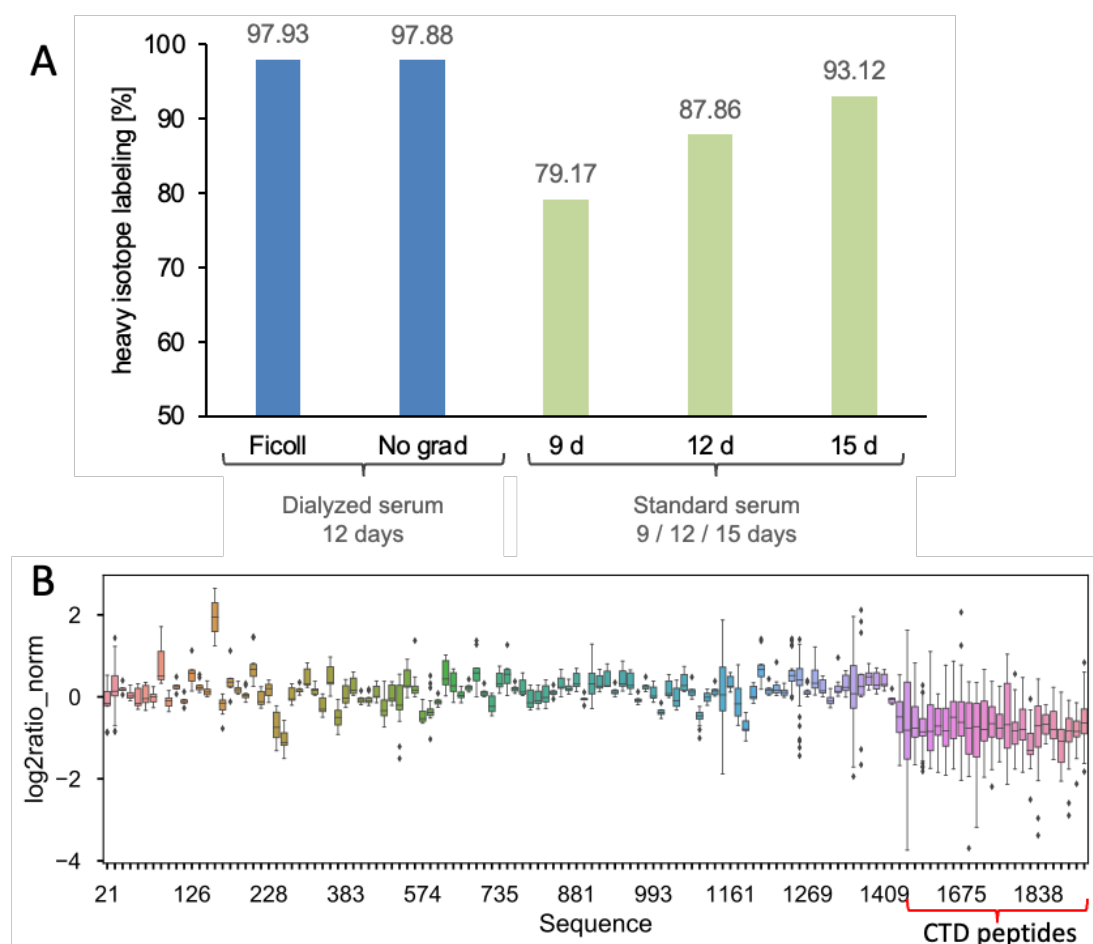 A
heavy isotope labeling [%]
100
90
80
70
60
50
97.93
97.88
79.17
87.86
93.12
Ficoll
No grad
9 d
12 d
15 d
Dialyzed serum
12 days
Standard serum
9 / 12 / 15 days
B
log2ratio_norm
2
0
−2
−4
21
126
228
383
574
735
881
993
1161
1269
1409
1675
1838
Sequence
CTD peptides